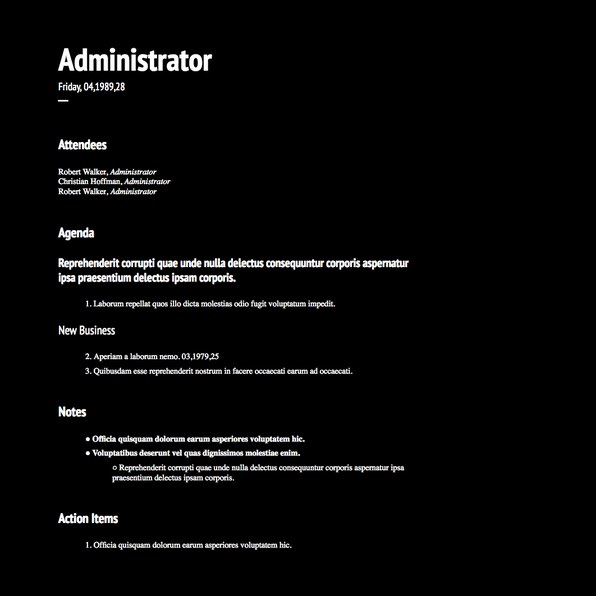 Administrator
Friday, 04,1989,28
—
Attendees
Robert Walker, Administrator
Christian Hoffman, Administrator
Robert Walker, Administrator
Agenda
Reprehenderit corrupti quae unde nulla delectus consequuntur corporis aspernatur
ipsa praesentium delectus ipsam corporis.
1. Laborum repellat quos illo dicta molestias odio fugit voluptatum impedit.
New Business
2. Aperiam a laborum nemo. 03,1979,25
3. Quibusdam esse reprehenderit nostrum in facere occaecati earum ad occaecati.
Notes
● Officia quisquam dolorum earum asperiores voluptatem hic.
● Voluptatibus deserunt vel quas dignissimos molestiae enim.
○ Reprehenderit corrupti quae unde nulla delectus consequuntur corporis aspernatur ipsa
praesentium delectus ipsam corporis.
Action Items
1. Officia quisquam dolorum earum asperiores voluptatem hic.